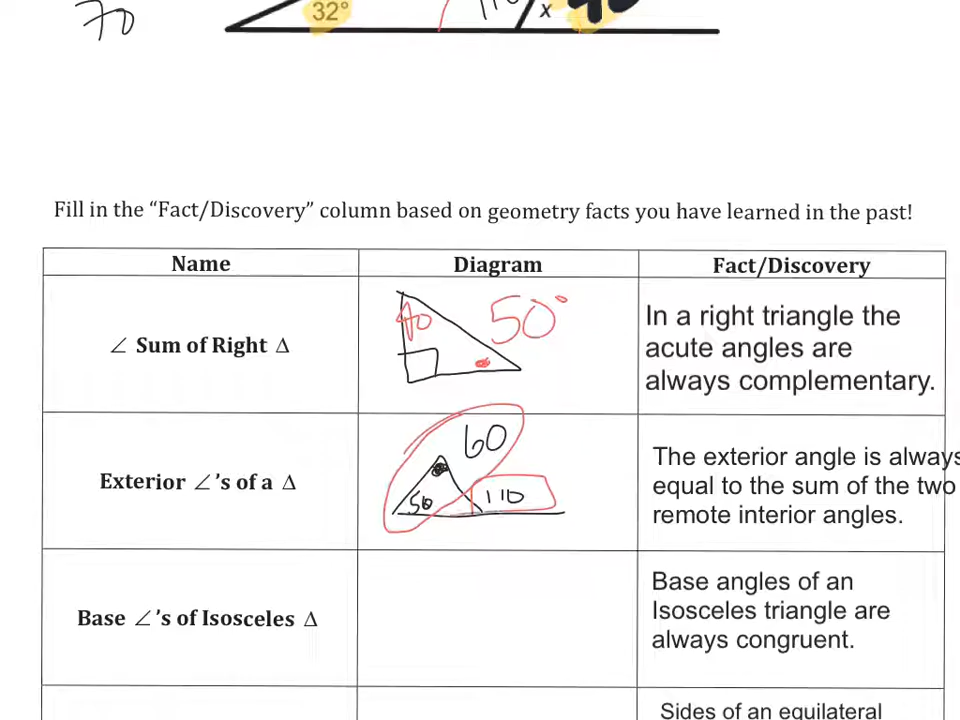 70
32°
110
x
40
Fill in the “Fact/Discovery” column based on geometry facts you have learned in the past!
Name
Diagram
Fact/Discovery
∠ Sum of Right Δ
40
50°
In a right triangle the
acute angles are
always complementary.
Exterior ∠'s of a Δ
60
50
110
The exterior angle is always
equal to the sum of the two
remote interior angles.
Base ∠'s of Isosceles Δ
Base angles of an
Isosceles triangle are
always congruent.
Sides of an equilateral